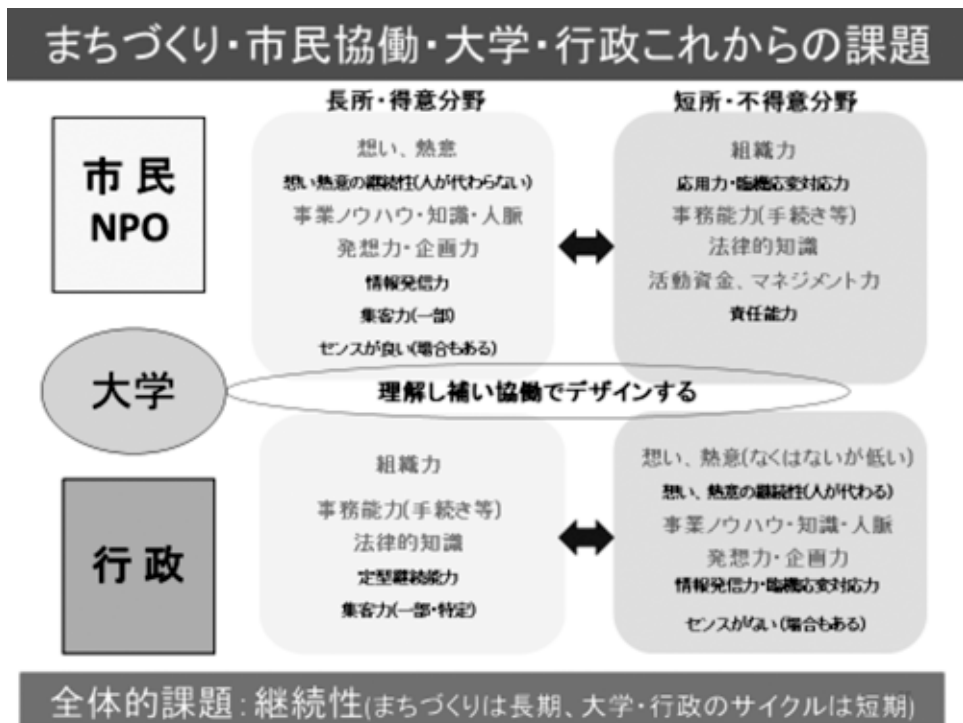 まちづくり・市民協働・大学・行政これからの課題
長所・得意分野
短所・不得意分野
市民
NPO
想い、熱意
想い熱意の継続性(人が代わらない)
事業ノウハウ・知識・人脈
発想力・企画力
情報発信力
集客力(一部)
センスが良い(場合もある)
組織力
応用力・臨機応変対応力
事務能力(手続き等)
法律的知識
活動資金、マネジメント力
責任能力
大学
理解し補い協働でデザインする
行政
組織力
事務能力(手続き等)
法律的知識
定型継続能力
集客力(一部・特定)
想い、熱意(なくはないが低い)
想い、熱意の継続性(人が代わる)
事業ノウハウ・知識・人脈
発想力・企画力
情報発信力・臨機応変対応力
センスがない(場合もある)
全体的課題:継続性(まちづくりは長期、大学・行政のサイクルは短期)